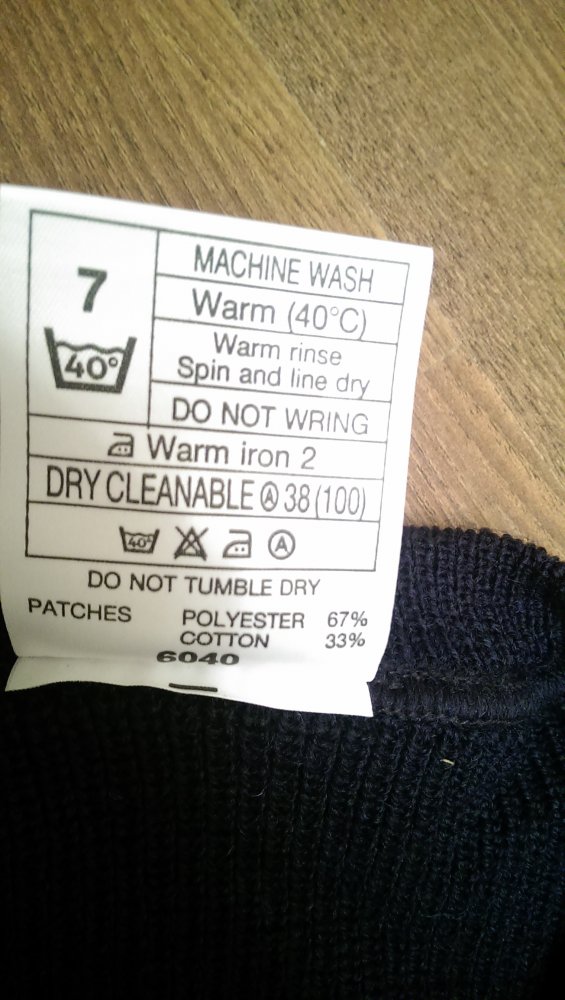 7
40°
MACHINE WASH
Warm (40°C)
Warm rinse
Spin and line dry
DO NOT WRING
Warm iron 2
DRY CLEANABLE Ⓐ 38 (100)
40° Ⓐ
DO NOT TUMBLE DRY
PATCHES POLYESTER 67%
COTTON 33%
6040